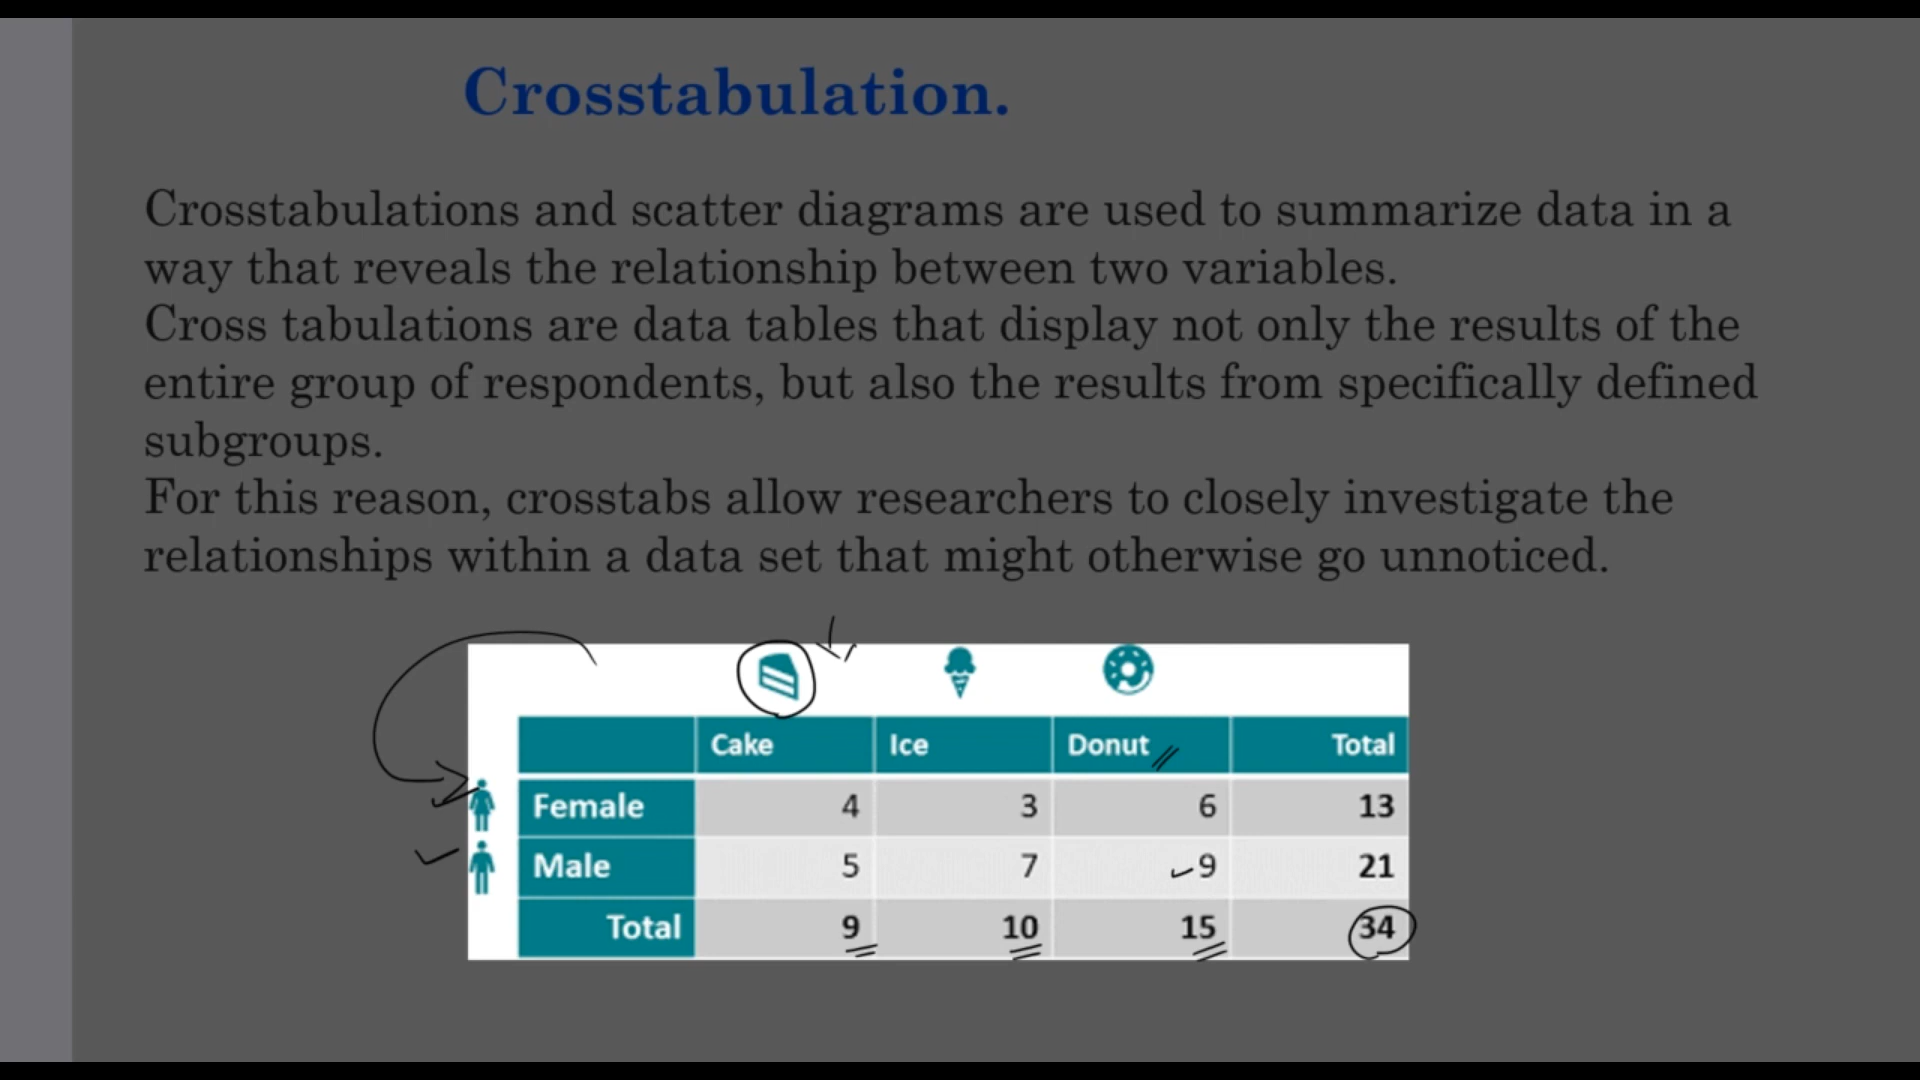 Crosstabulation.
Crosstabulations and scatter diagrams are used to summarize data in a
way that reveals the relationship between two variables.
Cross tabulations are data tables that display not only the results of the
entire group of respondents, but also the results from specifically defined
subgroups.
For this reason, crosstabs allow researchers to closely investigate the
relationships within a data set that might otherwise go unnoticed.
Cake Ice Donut Total
Female 4 3 6 13
Male 5 7 9 21
Total 9 10 15 34